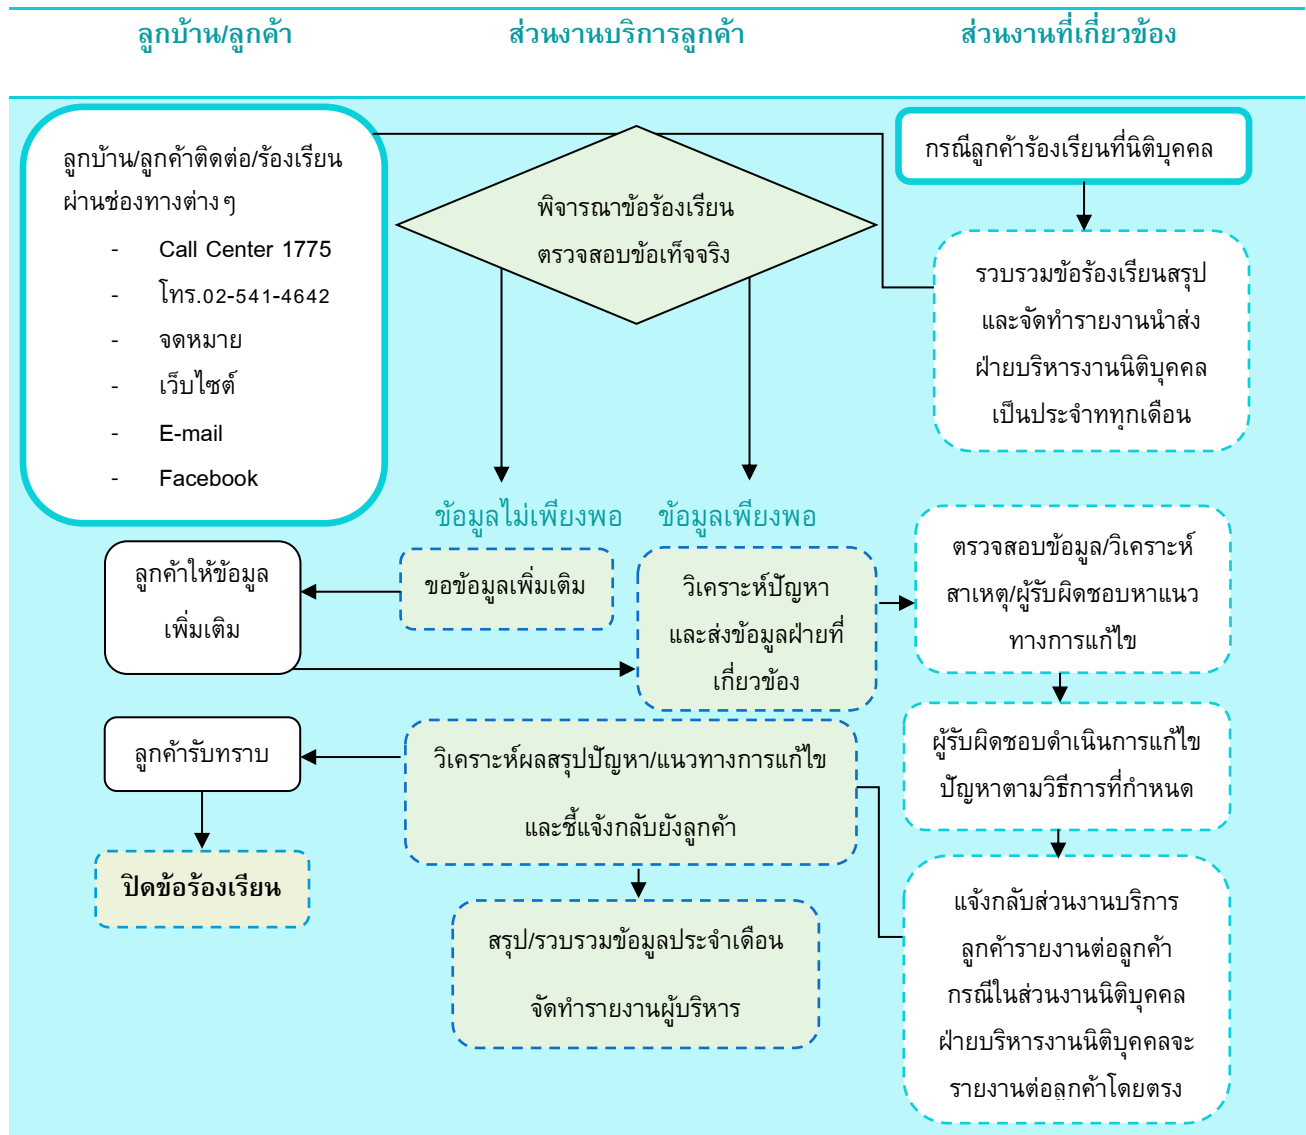 ลูกบ้าน/ลูกค้า
ส่วนงานบริการลูกค้า
ส่วนงานที่เกี่ยวข้อง
ลูกบ้าน/ลูกค้าติดต่อ/ร้องเรียน
ผ่านช่องทางต่าง ๆ
- Call Center 1775
- โทร.02-541-4642
- จดหมาย
- เว็บไซต์
- E-mail
- Facebook
พิจารณาข้อร้องเรียน
ตรวจสอบข้อเท็จจริง
กรณีลูกค้าร้องเรียนที่นิติบุคคล
รวบรวมข้อร้องเรียนสรุป
และจัดทำรายงานนำส่ง
ฝ่ายบริหารงานนิติบุคคล
เป็นประจำททุกเดือน
ข้อมูลไม่เพียงพอ
ข้อมูลเพียงพอ
ลูกค้าให้ข้อมูล
เพิ่มเติม
ขอข้อมูลเพิ่มเติม
วิเคราะห์ปัญหา
และส่งข้อมูลฝ่ายที่
เกี่ยวข้อง
ตรวจสอบข้อมูล/วิเคราะห์
สาเหตุ/ผู้รับผิดชอบหาแนว
ทางการแก้ไข
ลูกค้ารับทราบ
วิเคราะห์ผลสรุปปัญหา/แนวทางการแก้ไข
และชี้แจ้งกลับยังลูกค้า
ผู้รับผิดชอบดำเนินการแก้ไข
ปัญหาตามวิธีการที่กำหนด
ปิดข้อร้องเรียน
สรุป/รวบรวมข้อมูลประจำเดือน
จัดทำรายงานผู้บริหาร
แจ้งกลับส่วนงานบริการ
ลูกค้ารายงานต่อลูกค้า
กรณีในส่วนงานนิติบุคคล
ฝ่ายบริหารงานนิติบุคคลจะ
รายงานต่อลูกค้าโดยตรง